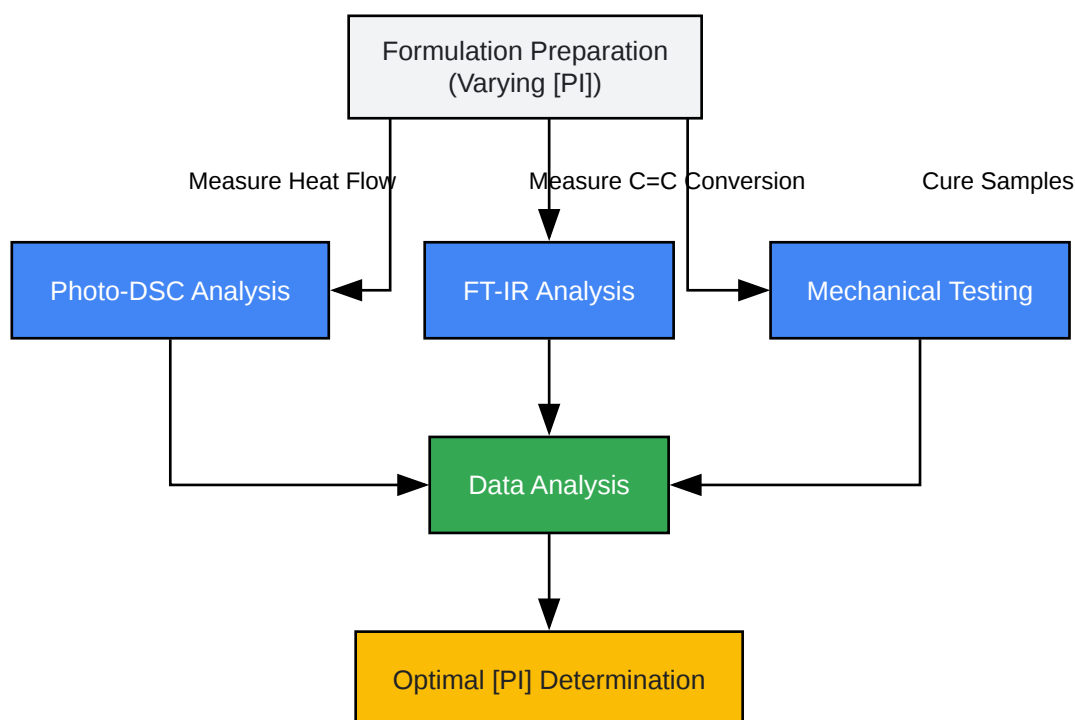 Formulation Preparation
(Varying [PI])
Measure Heat Flow
Measure C=C Conversion
Cure Samples
Photo-DSC Analysis
FT-IR Analysis
Mechanical Testing
Data Analysis
Optimal [PI] Determination